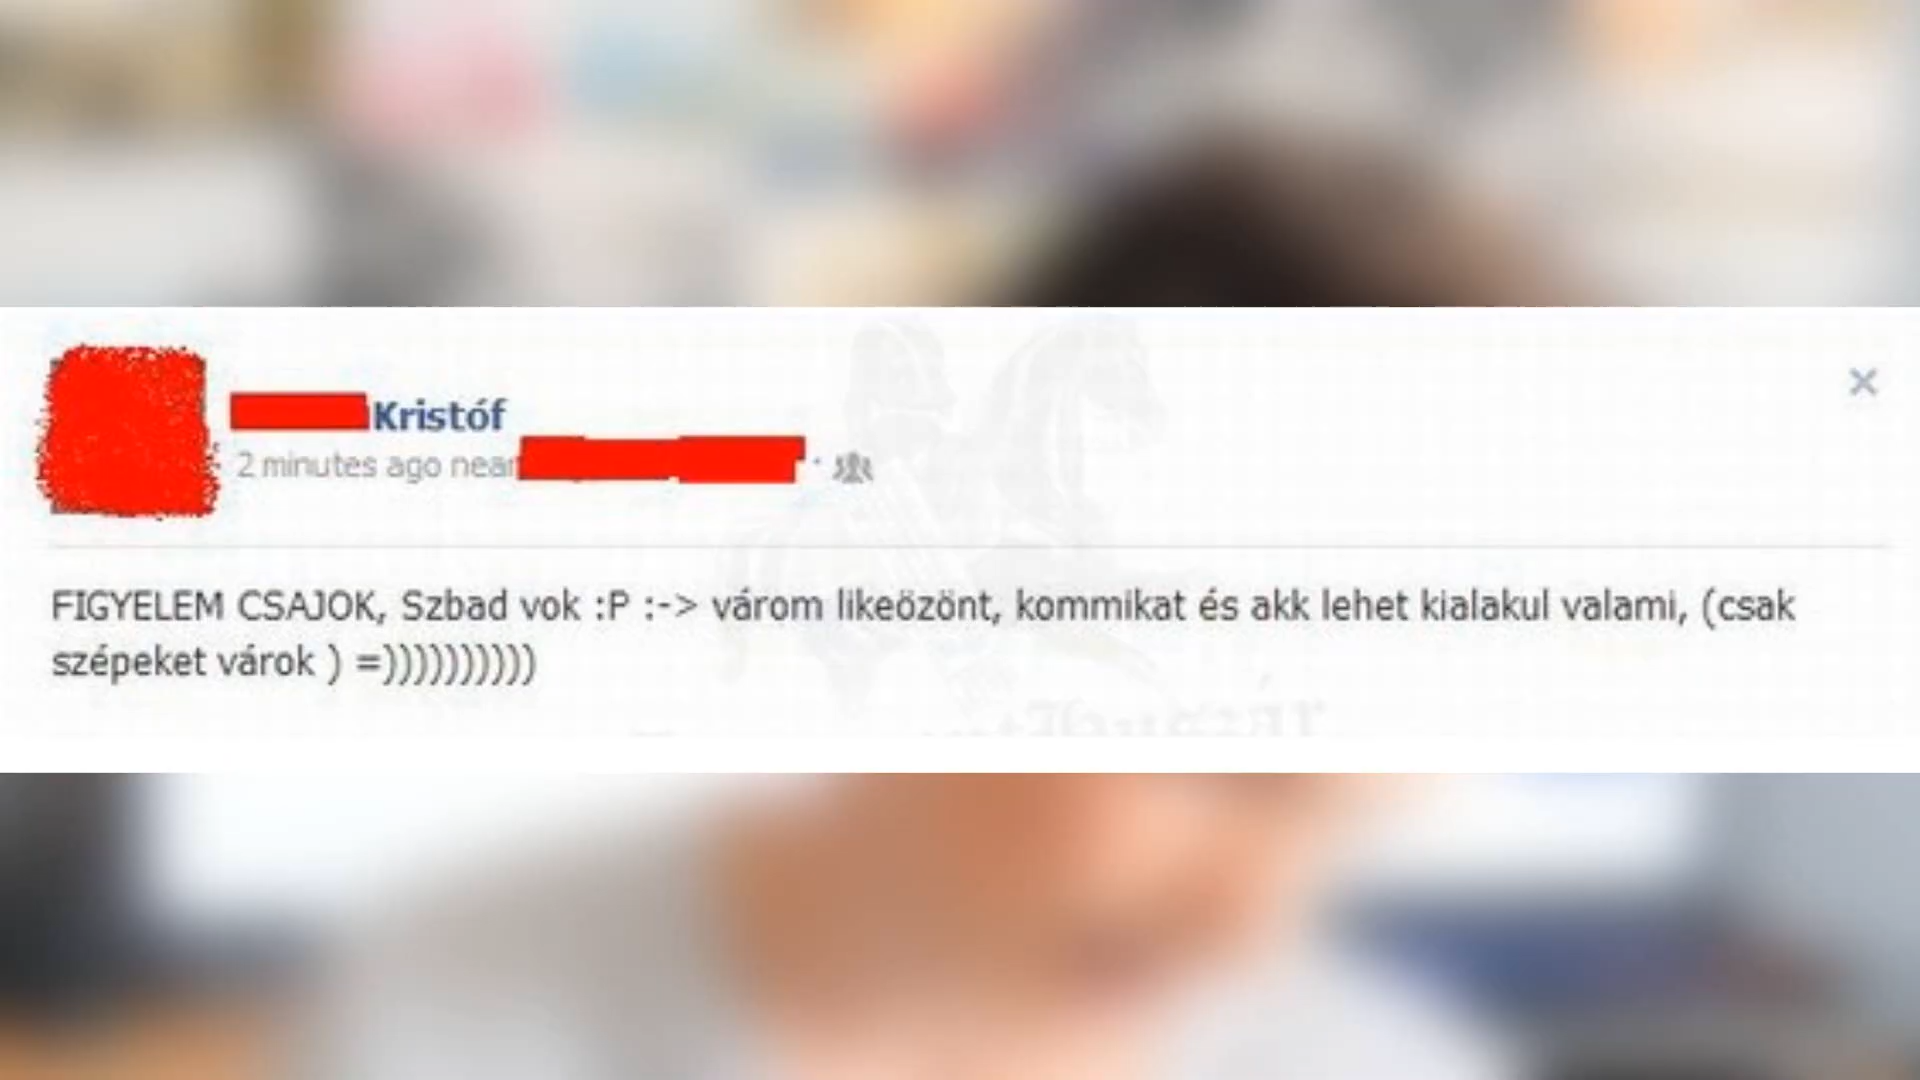 Kristóf
2 minutes ago near
FIGYELEM CSAJOK, Szbad vok :P :-> várom likeözönt, kommikat és akk lehet kialakul valami, (csak
szépeket várok ) =))))))))))